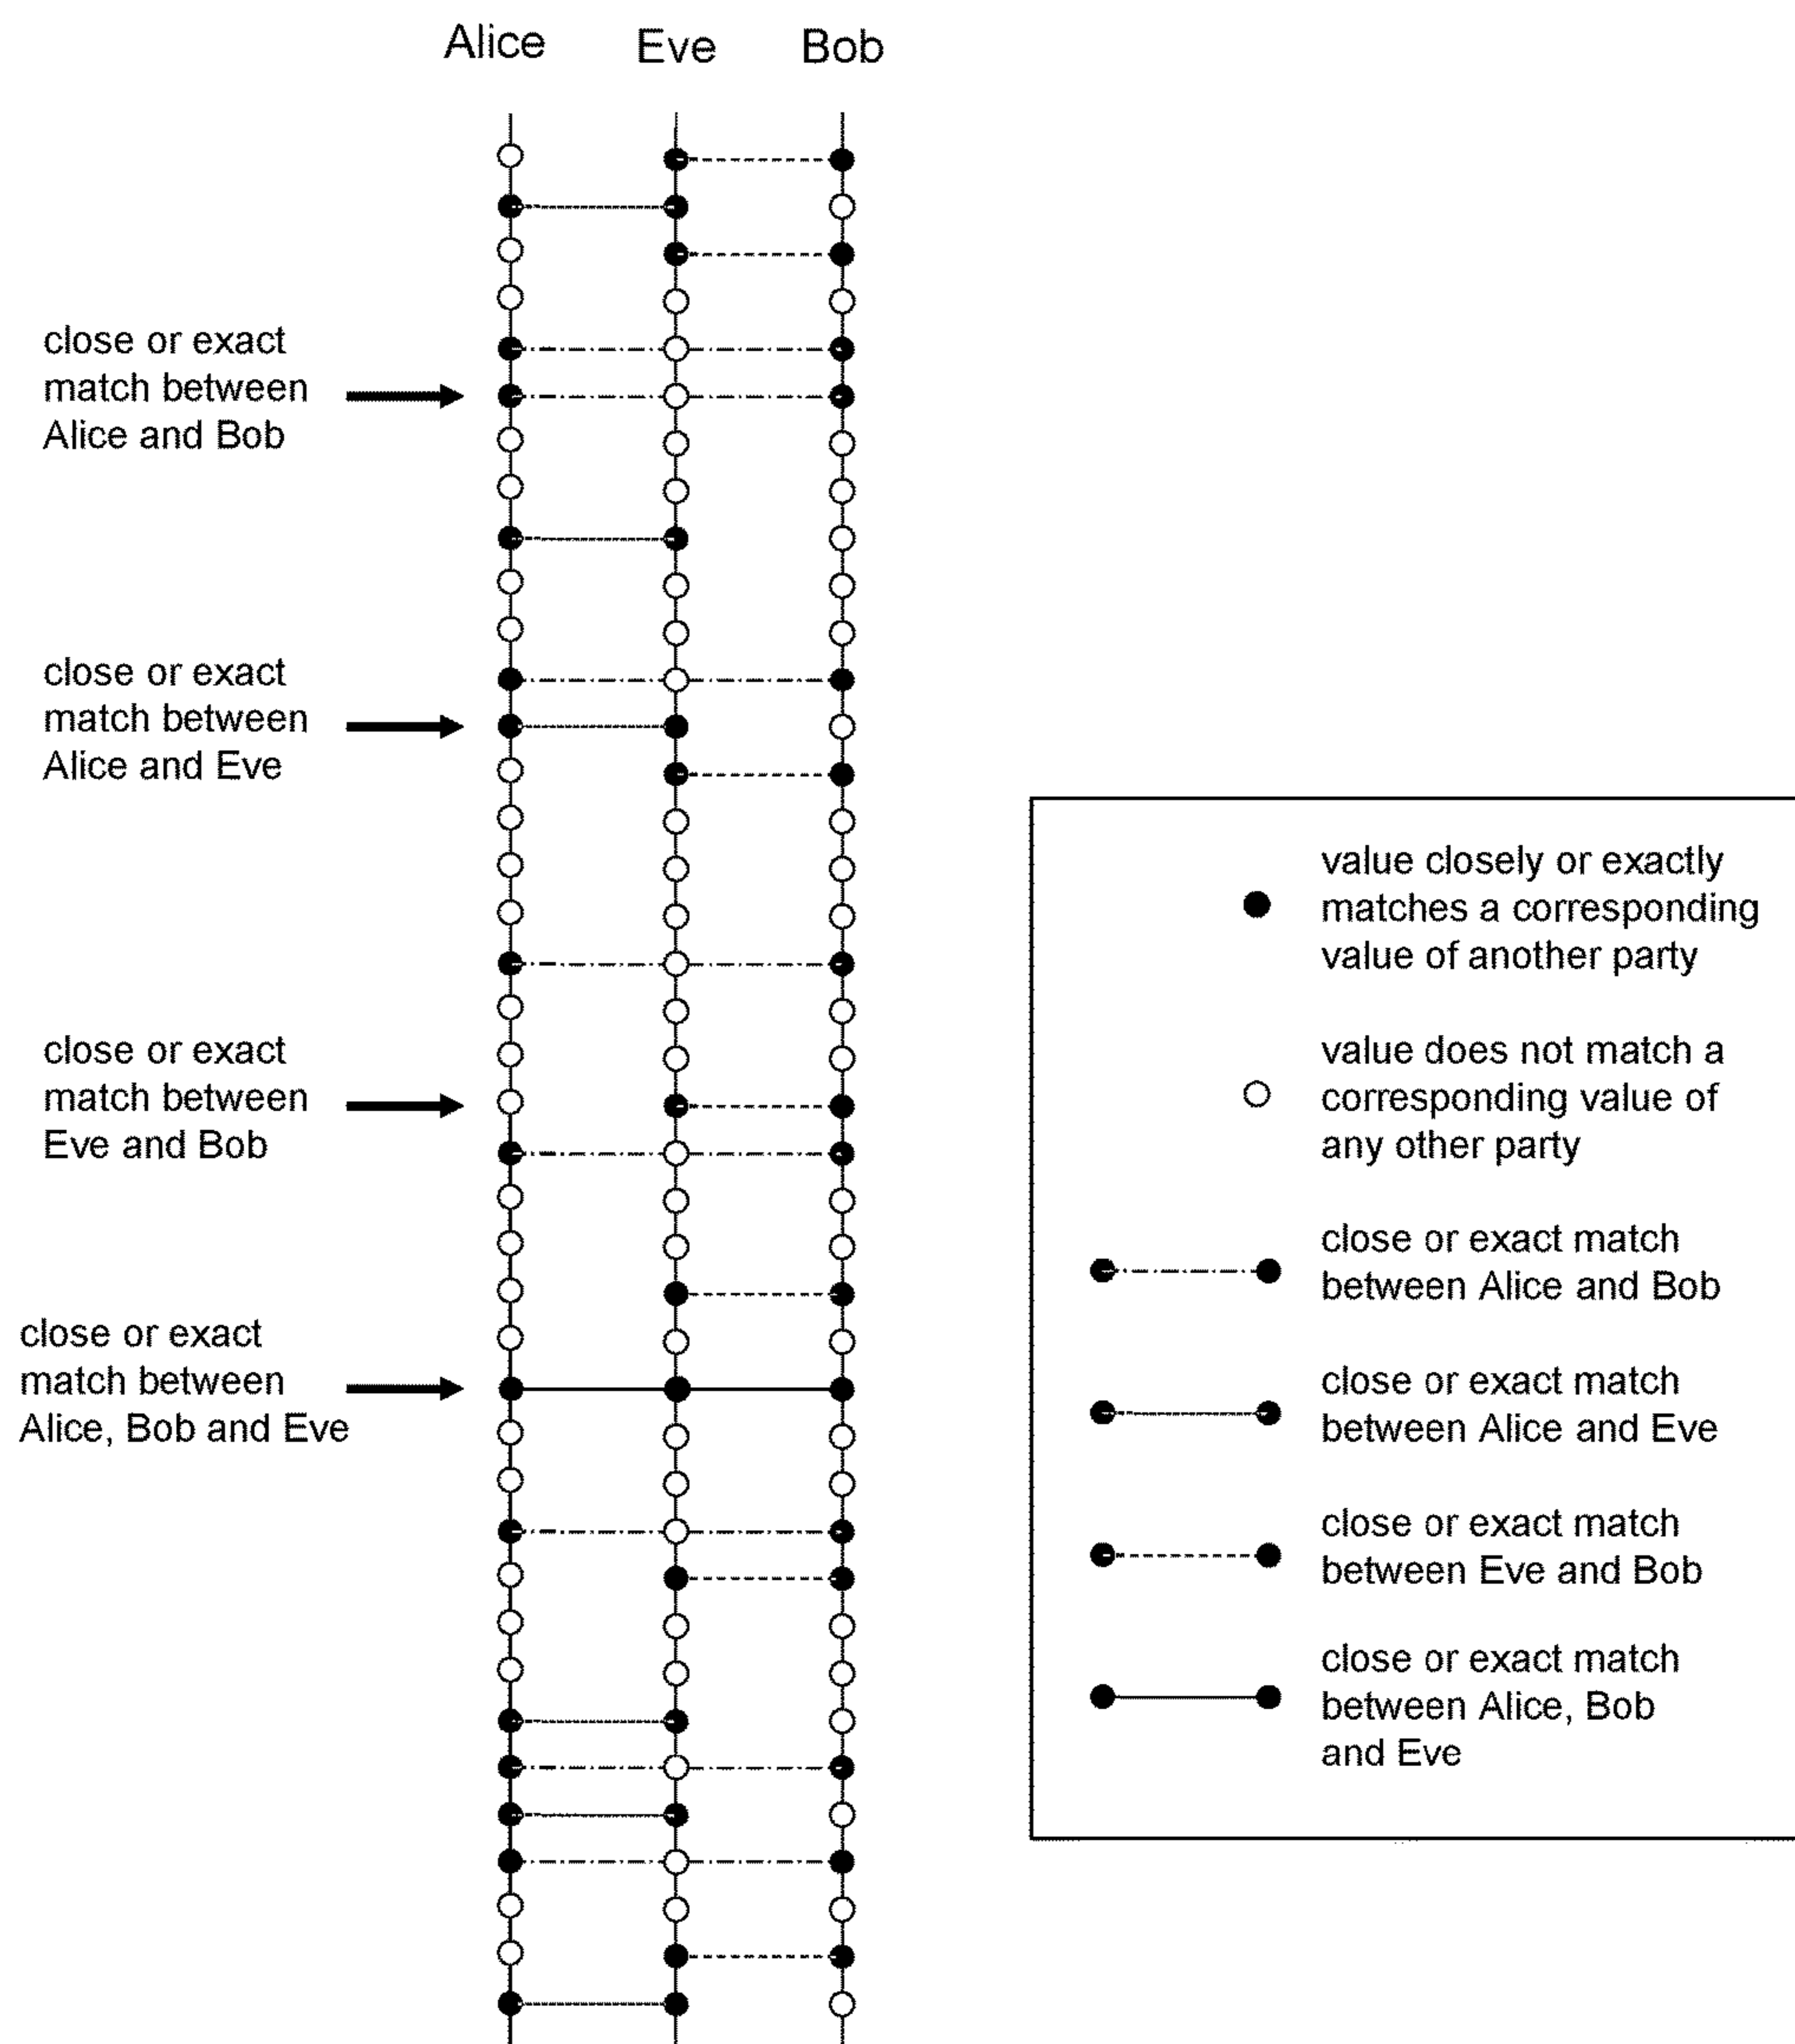 Alice Eve Bob
close or exact
match between
Alice and Bob
close or exact
match between
Alice and Eve
close or exact
match between
Eve and Bob
close or exact
match between
Alice, Bob and Eve
value closely or exactly
matches a corresponding
value of another party
value does not match a
corresponding value of
any other party
close or exact match
between Alice and Bob
close or exact match
between Alice and Eve
close or exact match
between Eve and Bob
close or exact match
between Alice, Bob
and Eve